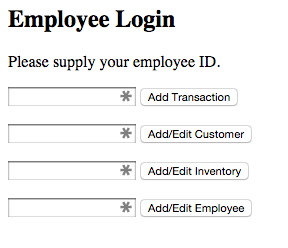 Employee Login
Please supply your employee ID.
Add Transaction
Add/Edit Customer
Add/Edit Inventory
Add/Edit Employee